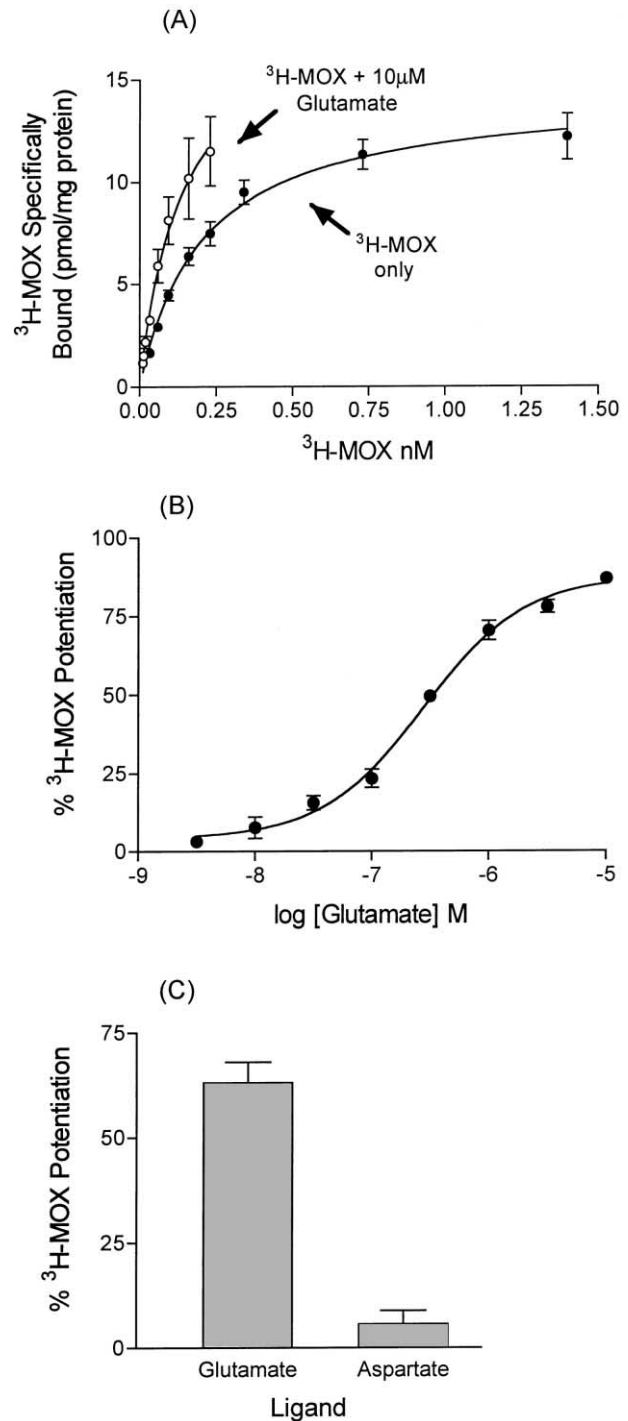 (A)
³H-MOX Specifically
Bound (pmol/mg protein)
15
10
5
0
³H-MOX + 10μM
Glutamate
³H-MOX
only
0.00 0.25 0.50 0.75 1.00 1.25 1.50
³H-MOX nM
(B)
% ³H-MOX Potentiation
100
75
50
25
0
-9 -8 -7 -6 -5
log [Glutamate] M
(C)
% ³H-MOX Potentiation
75
50
25
0
Glutamate Aspartate
Ligand